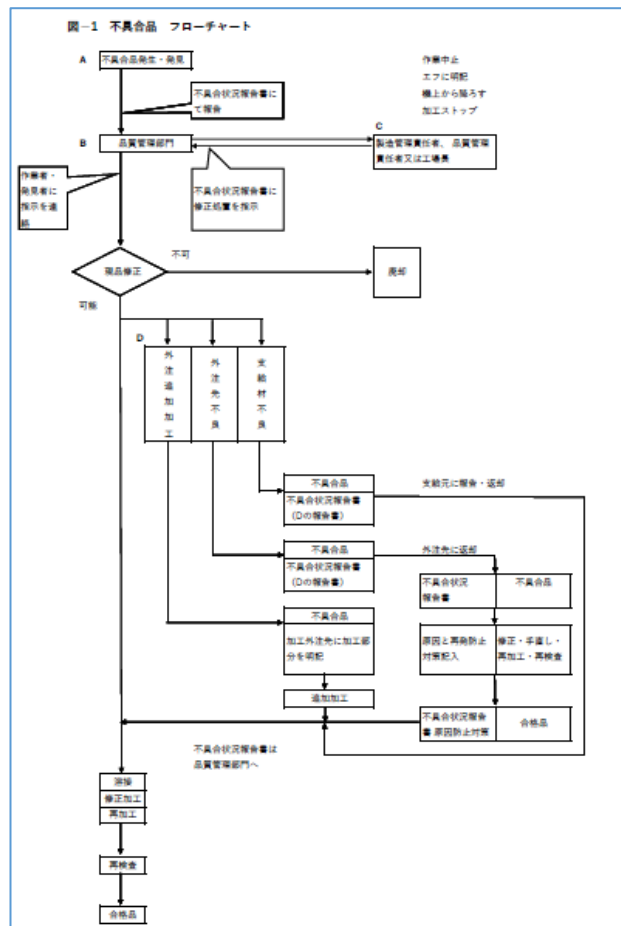 図－1 不具合品 フローチャート
A 不具合品発生・発見
作業中止
エフに明記
機上から降ろす
加工ストップ
不具合状況報告書に
て報告
C
B 品質管理部門
製造管理責任者、品質管理
責任者又は工場長
作業者・
発見者に
指示を連
絡
不具合状況報告書に
修正処置を指示
現品修正
不可
廃却
可能
D
外注追加加工
外注先不良
支給材不良
不具合品
不具合状況報告書
（Dの報告書）
支給元に報告・返却
不具合品
不具合状況報告書
（Dの報告書）
外注先に返却
不具合状況
報告書
不具合品
不具合品
加工外注先に加工部
分を明記
原因と再発防止
対策記入
修正・手直し・
再加工・再検査
追加加工
不具合状況報告
書 原因防止対策
合格品
不具合状況報告書は
品質管理部門へ
溶接
修正加工
再加工
再検査
合格品